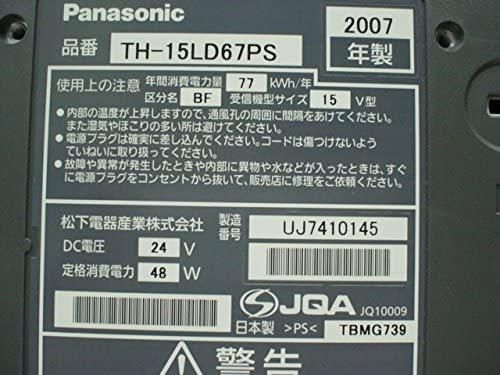 Panasonic
2007
年製
品番 TH-15LD67PS
使用上の注意 年間消費電力量 77 kWh/年
区分名 BF 受信機型サイズ 15 V型
●内部の温度が上昇しますので、通風孔の周囲に間隔をあけてください。
また湿気やほこりの多い所は避けてください。
●電源プラグは確実に差し込んでください。コードは傷つけないよう
ていねいに取り扱ってください。
●故障や異常が発生したときや内部に異物や水などが入ったときは、すぐ
に電源プラグをコンセントから抜いて、販売店に修理をご依頼ください。
松下電器産業株式会社
製造
番号 UJ7410145
DC電圧 24 V
定格消費電力 48 W
JQA JQ10009
日本製 >PS< TBMG739
警告